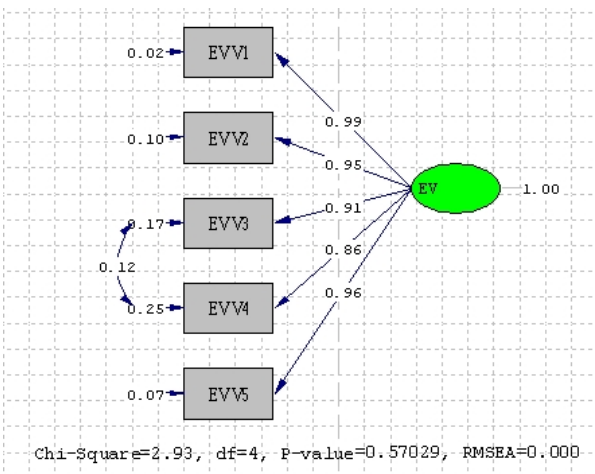 0.02 EVV1
0.99
0.10 EVV2
0.95
EV 1.00
0.17 EVV3
0.91
0.86
0.12
0.96
0.25 EVV4
0.07 EVV5
Chi-Square=2.93, df=4, P-value=0.57029, RMSEA=0.000